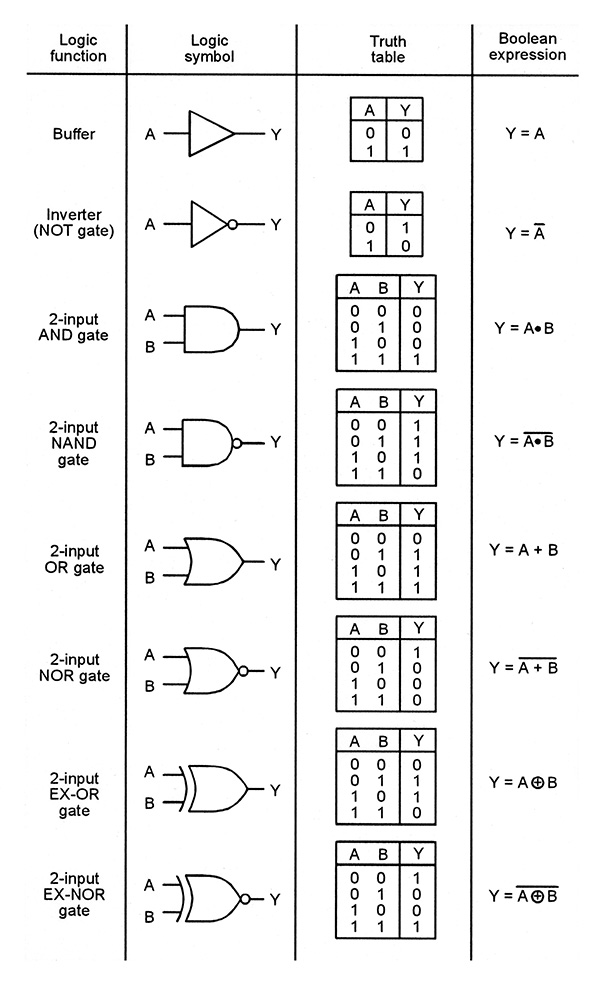 Logic function
Logic symbol
Truth table
Boolean expression
Buffer
A
Y
A Y
0 0
1 1
Y = A
Inverter
(NOT gate)
A
Y
A Y
0 1
1 0
Y = A̅
2-input
AND gate
A
B
Y
A B Y
0 0 0
0 1 0
1 0 0
1 1 1
Y = A•B
2-input
NAND
gate
A
B
Y
A B Y
0 0 1
0 1 1
1 0 1
1 1 0
Y = A̅•̅B̅
2-input
OR gate
A
B
Y
A B Y
0 0 0
0 1 1
1 0 1
1 1 1
Y = A + B
2-input
NOR gate
A
B
Y
A B Y
0 0 1
0 1 0
1 0 0
1 1 0
Y = A̅ ̅+̅ ̅B̅
2-input
EX-OR
gate
A
B
Y
A B Y
0 0 0
0 1 1
1 0 1
1 1 0
Y = A⊕B
2-input
EX-NOR
gate
A
B
Y
A B Y
0 0 1
0 1 0
1 0 0
1 1 1
Y = A̅⊕̅B̅